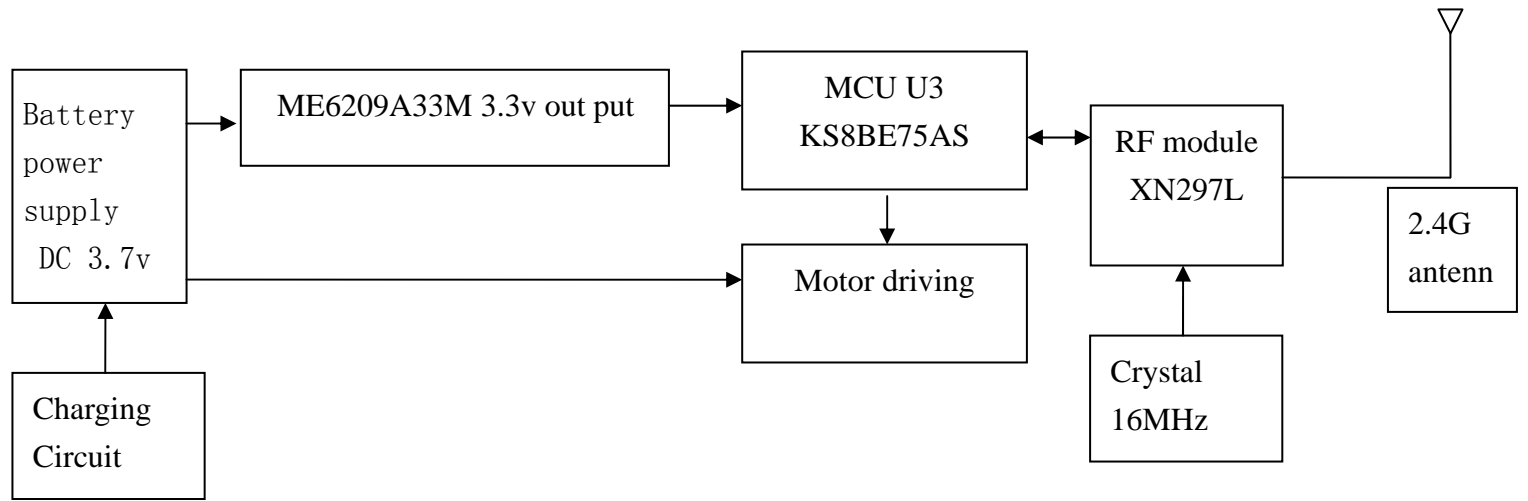 Battery
power
supply
DC 3.7v
ME6209A33M 3.3v out put
MCU U3
KS8BE75AS
RF module
XN297L
2.4G
antenn
Motor driving
Charging
Circuit
Crystal
16MHz